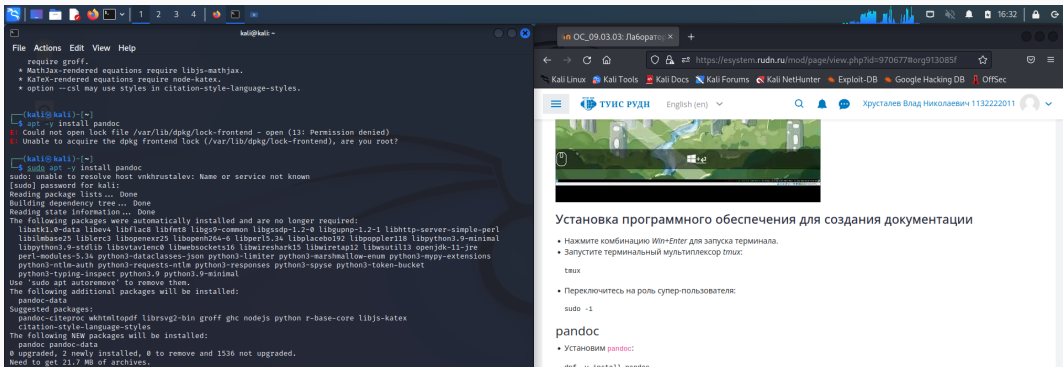 1 2 3 4
16:32
kali@kali: ~
File Actions Edit View Help
require groff.
* MathJax-rendered equations require libjs-mathjax.
* KaTeX-rendered equations require node-katex.
* option --csl may use styles in citation-style-language-styles.
(kali㉿kali)-[~]
$ apt -y install pandoc
E: Could not open lock file /var/lib/dpkg/lock-frontend - open (13: Permission denied)
E: Unable to acquire the dpkg frontend lock (/var/lib/dpkg/lock-frontend), are you root?
(kali㉿kali)-[~]
$ sudo apt -y install pandoc
sudo: unable to resolve host vnkhrustalev: Name or service not known
[sudo] password for kali:
Reading package lists... Done
Building dependency tree... Done
Reading state information... Done
The following packages were automatically installed and are no longer required:
libatk1.0-data libev4 libflac8 libfmt8 libgs9-common libgssdp-1.2-0 libgupnp-1.2-1 libhttp-server-simple-perl
libilmbase25 liblerc3 libopenexr25 libopenh264-6 libperl5.34 libplacebo192 libpoppler118 libpython3.9-minimal
libpython3.9-stdlib libsvtav1enc0 libwebsockets16 libwireshark15 libwiretap12 libwsutil13 openjdk-11-jre
perl-modules-5.34 python3-dataclasses-json python3-limiter python3-marshmallow-enum python3-mypy-extensions
python3-ntlm-auth python3-requests-ntlm python3-responses python3-spyse python3-token-bucket
python3-typing-inspect python3.9 python3.9-minimal
Use 'sudo apt autoremove' to remove them.
The following additional packages will be installed:
pandoc-data
Suggested packages:
pandoc-citeproc wkhtmltopdf librsvg2-bin groff ghc nodejs python r-base-core libjs-katex
citation-style-language-styles
The following NEW packages will be installed:
pandoc pandoc-data
0 upgraded, 2 newly installed, 0 to remove and 1536 not upgraded.
Need to get 21.7 MB of archives.
ОС_09.03.03: Лаборатор
https://esystem.rudn.ru/mod/page/view.php?id=970677#org913085f
Kali Linux Kali Tools Kali Docs Kali Forums Kali NetHunter Exploit-DB Google Hacking DB OffSec
ТУИС РУДН English (en) Хрусталев Влад Николаевич 1132222011
Установка программного обеспечения для создания документации
• Нажмите комбинацию Win+Enter для запуска терминала.
• Запустите терминальный мультиплексор tmux:
tmux
• Переключитесь на роль супер-пользователя:
sudo -i
pandoc
• Установим pandoc:
dnf -y install pandoc